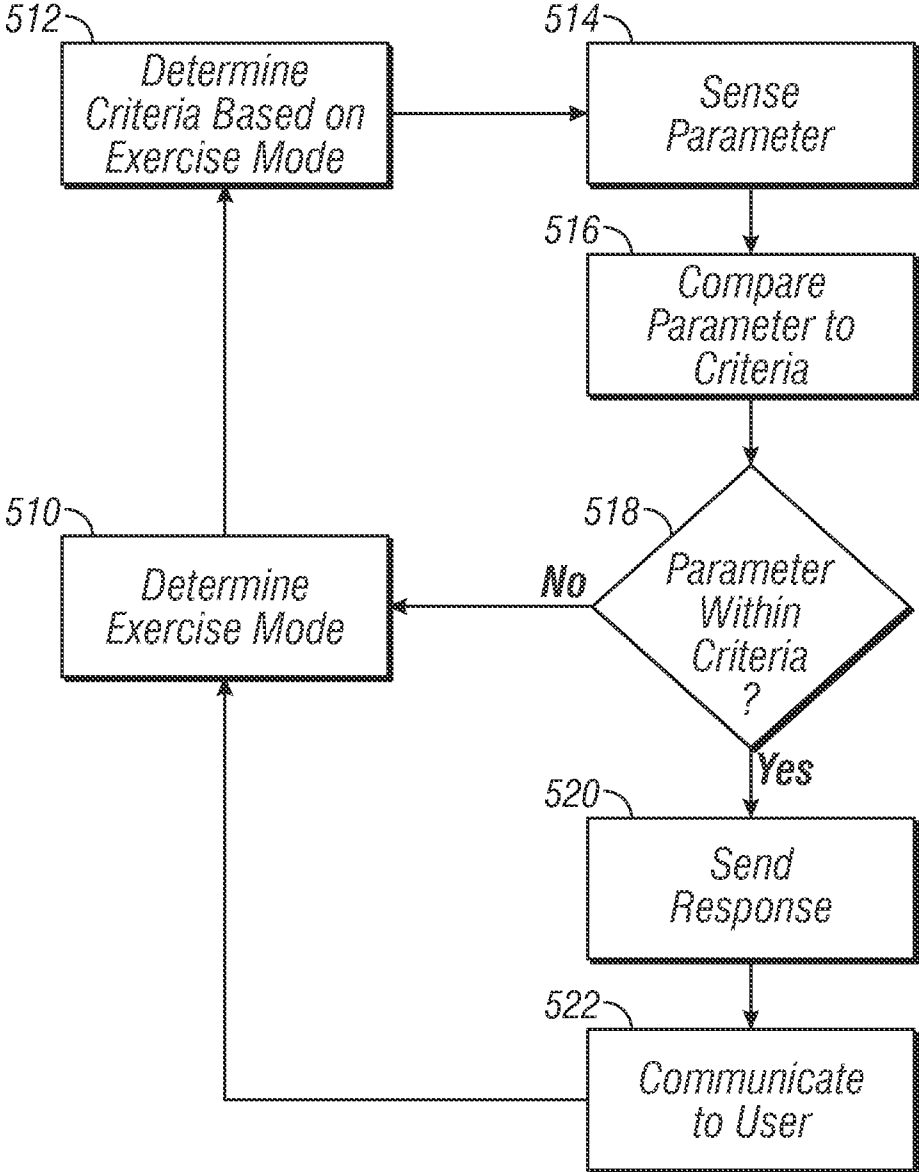 512
Determine
Criteria Based on
Exercise Mode
514
Sense
Parameter
516
Compare
Parameter to
Criteria
510
Determine
Exercise Mode
518
Parameter
Within
Criteria
?
No
Yes
520
Send
Response
522
Communicate
to User